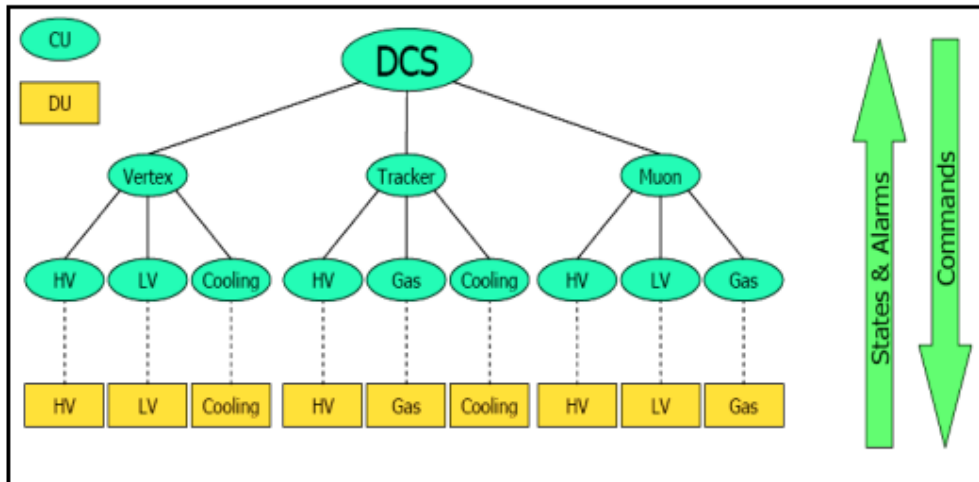 CU
DCS
DU
Vertex Tracker Muon
HV LV Cooling HV Gas Cooling HV LV Gas
HV LV Cooling HV Gas Cooling HV LV Gas
States & Alarms
Commands